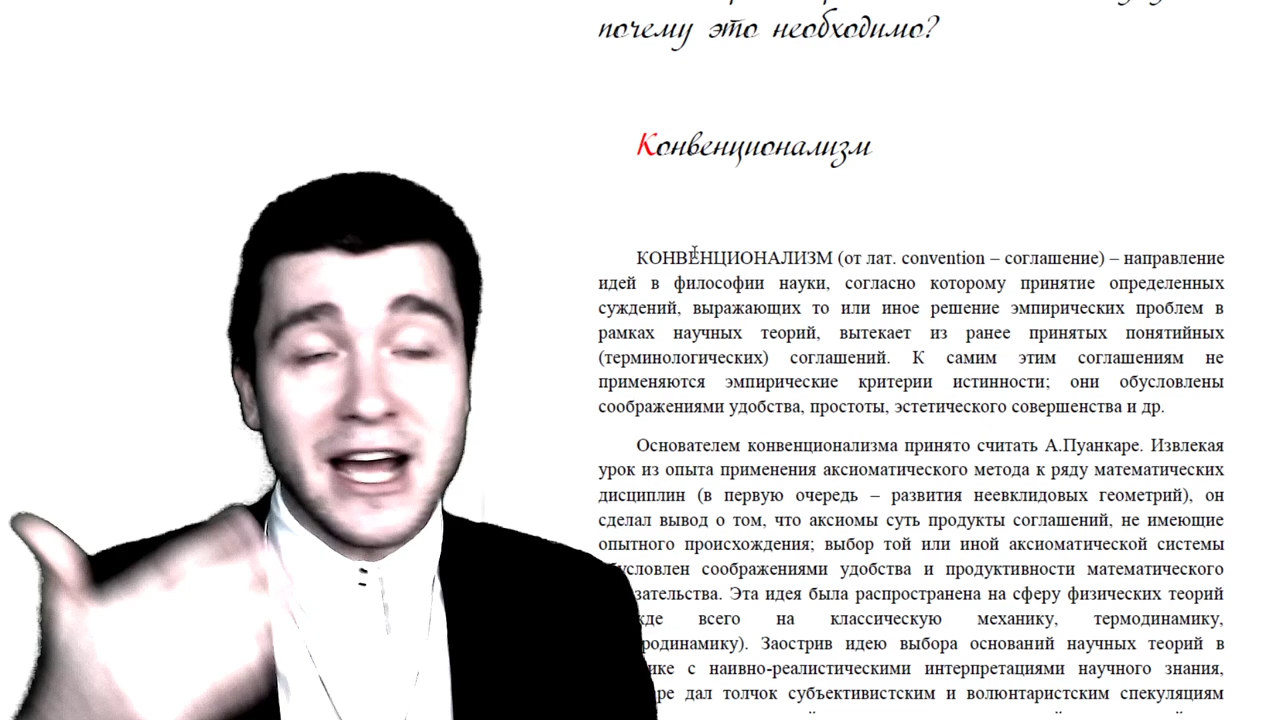 почему это необходимо?
Конвенционализм
КОНВЕНЦИОНАЛИЗМ (от лат. convention – соглашение) – направление
идей в философии науки, согласно которому принятие определенных
суждений, выражающих то или иное решение эмпирических проблем в
рамках научных теорий, вытекает из ранее принятых понятийных
(терминологических) соглашений. К самим этим соглашениям не
применяются эмпирические критерии истинности; они обусловлены
соображениями удобства, простоты, эстетического совершенства и др.
Основателем конвенционализма принято считать А.Пуанкаре. Извлекая
урок из опыта применения аксиоматического метода к ряду математических
дисциплин (в первую очередь – развития неевклидовых геометрий), он
сделал вывод о том, что аксиомы суть продукты соглашений, не имеющие
опытного происхождения; выбор той или иной аксиоматической системы
словлен соображениями удобства и продуктивности математического
зательства. Эта идея была распространена на сферу физических теорий
жде всего на классическую механику, термодинамику,
родинамику). Заострив идею выбора оснований научных теорий в
ике с наивно-реалистическими интерпретациями научного знания,
аре дал толчок субъективистским и волюнтаристским спекуляциям